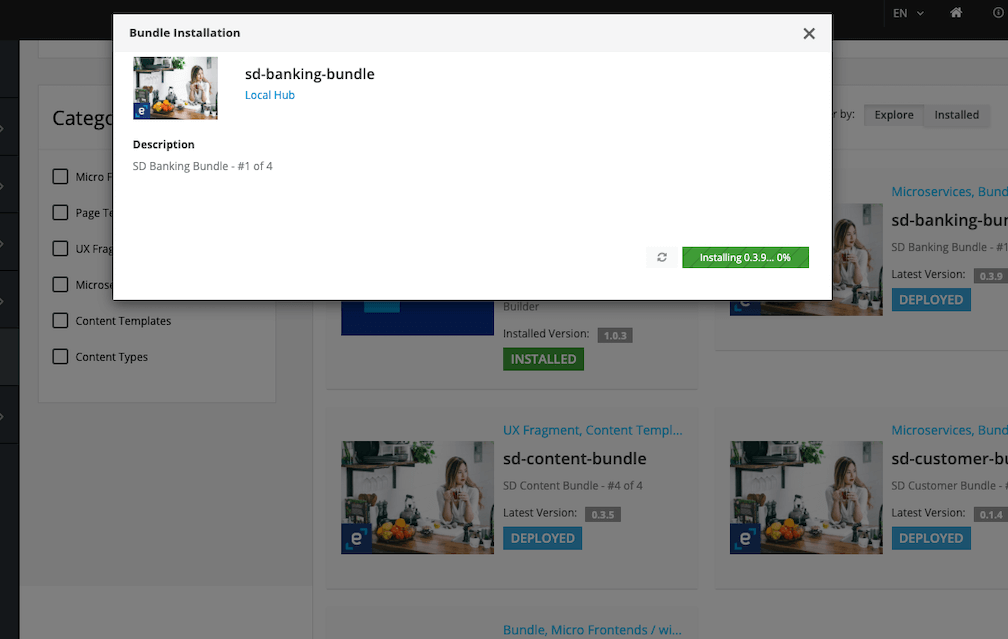 EN
Bundle Installation
sd-banking-bundle
Local Hub
e
Description
SD Banking Bundle - #1 of 4
Installing 0.3.9... 0%
Categ
by:
Explore
Installed
Micro F
Page Te
UX Frag
Microse
Content Templates
Content Types
Builder
Installed Version: 1.0.3
INSTALLED
Microservices, Bund
sd-banking-bun
SD Banking Bundle - #1
Latest Version: 0.3.9
DEPLOYED
UX Fragment, Content Templ...
sd-content-bundle
SD Content Bundle - #4 of 4
Latest Version: 0.3.5
DEPLOYED
e
Microservices, Bund
sd-customer-bu
SD Customer Bundle -
Latest Version: 0.1.4
DEPLOYED
e
Bundle, Micro Frontends / wi...